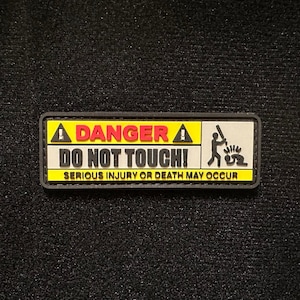 DANGER
DO NOT TOUCH!
SERIOUS INJURY OR DEATH MAY OCCUR